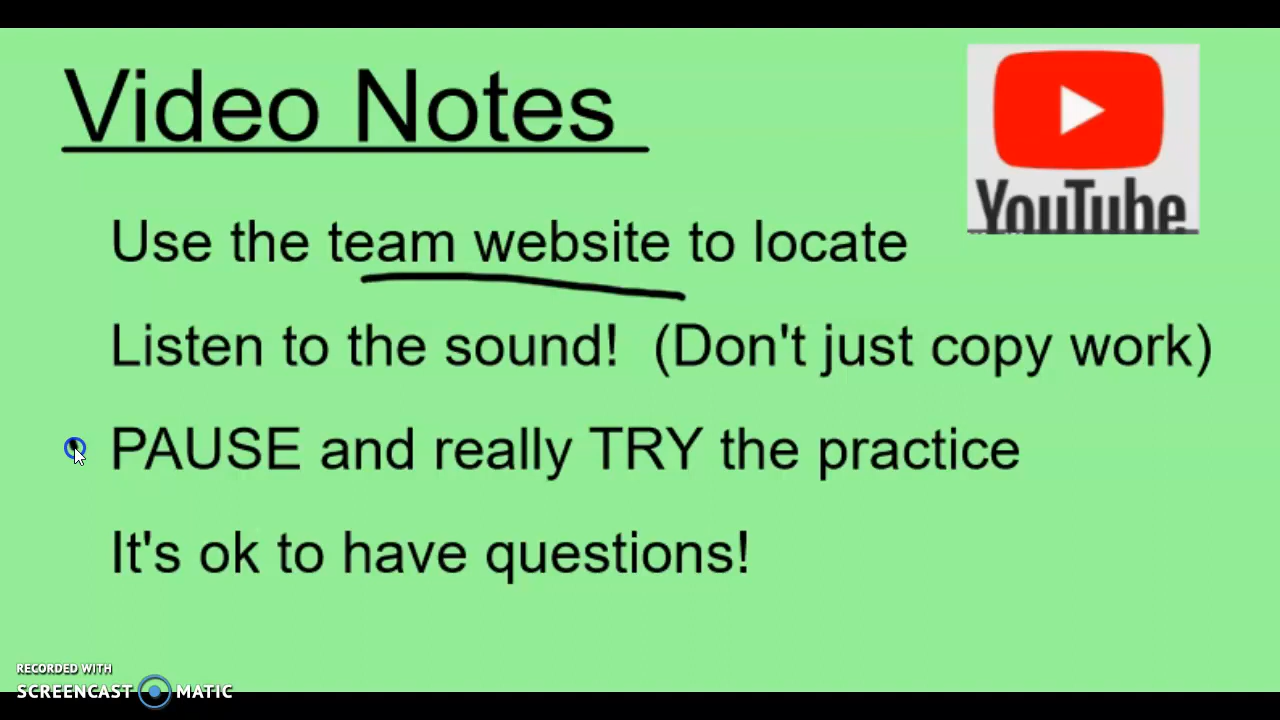 Video Notes
YouTube
Use the team website to locate
Listen to the sound! (Don't just copy work)
PAUSE and really TRY the practice
It's ok to have questions!
RECORDED WITH
SCREENCAST MATIC